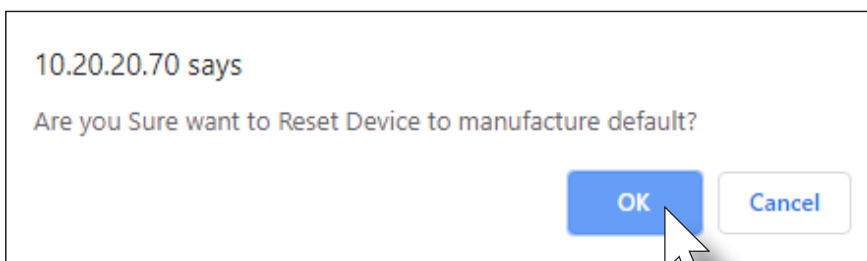 10.20.20.70 says
Are you Sure want to Reset Device to manufacture default?
OK
Cancel